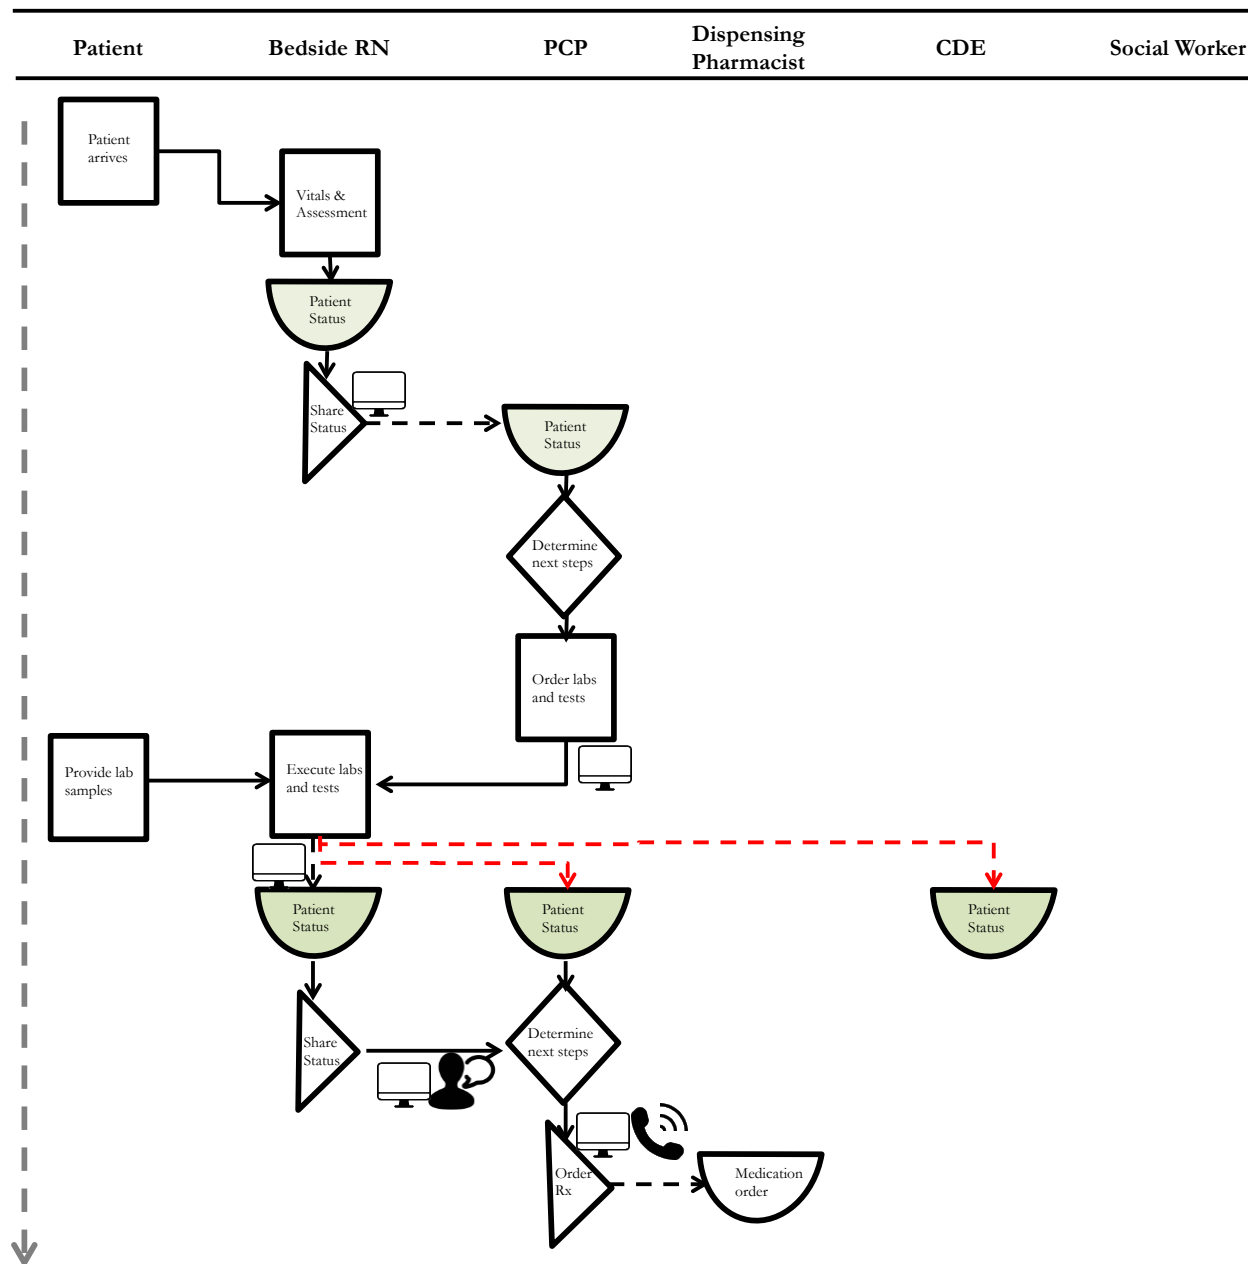 Patient
Bedside RN
PCP
Dispensing
Pharmacist
CDE
Social Worker
Patient
arrives
Vitals &
Assessment
Patient
Status
Share
Status
Patient
Status
Determine
next steps
Order labs
and tests
Provide lab
samples
Execute labs
and tests
Patient
Status
Patient
Status
Patient
Status
Share
Status
Determine
next steps
Order
Rx
Medication
order